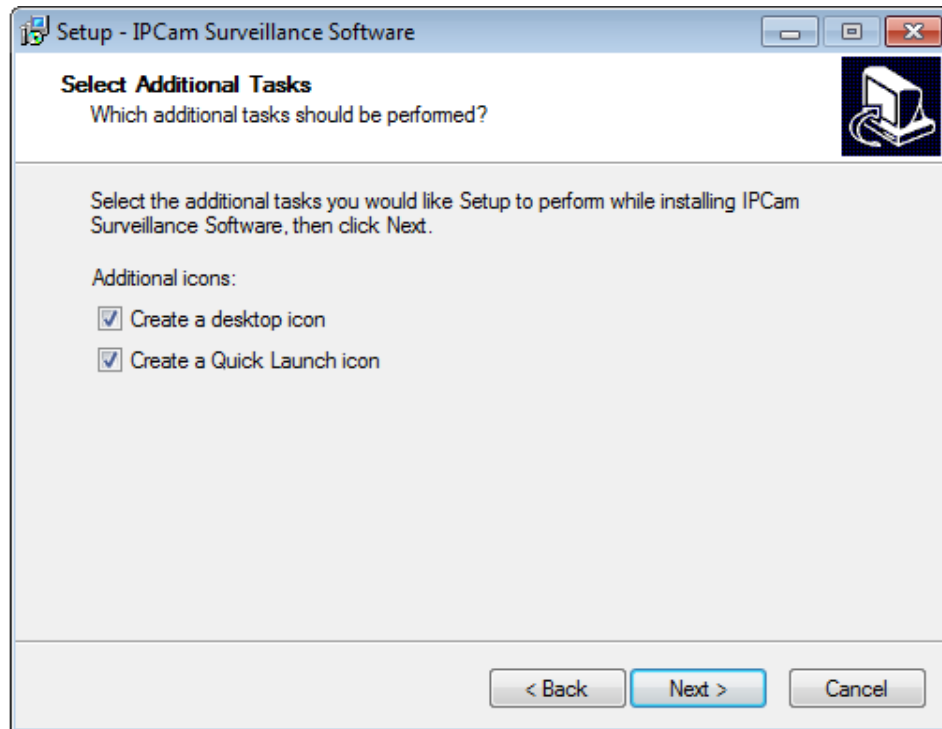 Setup - IPCam Surveillance Software
Select Additional Tasks
Which additional tasks should be performed?
Select the additional tasks you would like Setup to perform while installing IPCam
Surveillance Software, then click Next.
Additional icons:
Create a desktop icon
Create a Quick Launch icon
< Back Next > Cancel